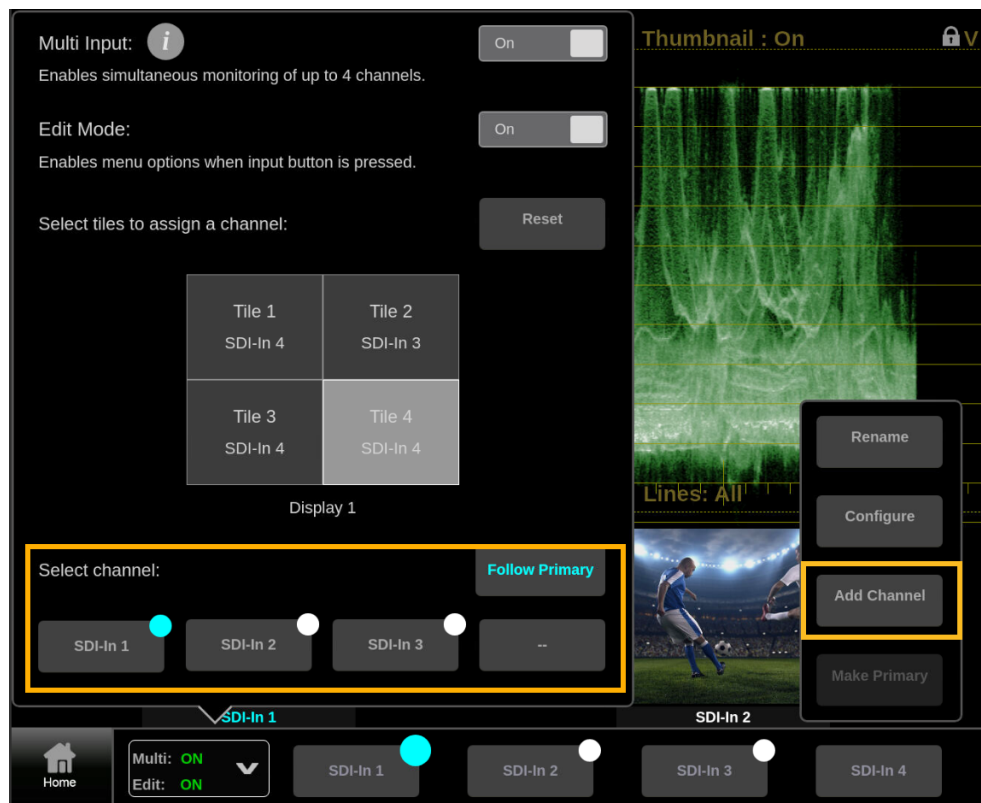 Multi Input: i
On
Enables simultaneous monitoring of up to 4 channels.
Edit Mode:
On
Enables menu options when input button is pressed.
Select tiles to assign a channel:
Reset
Tile 1
SDI-In 4
Tile 2
SDI-In 3
Tile 3
SDI-In 4
Tile 4
SDI-In 4
Display 1
Select channel:
Follow Primary
SDI-In 1
SDI-In 2
SDI-In 3
--
Thumbnail : On
V
Lines: All
Rename
Configure
Add Channel
Make Primary
SDI-In 1
SDI-In 2
Home
Multi: ON
Edit: ON
SDI-In 1
SDI-In 2
SDI-In 3
SDI-In 4